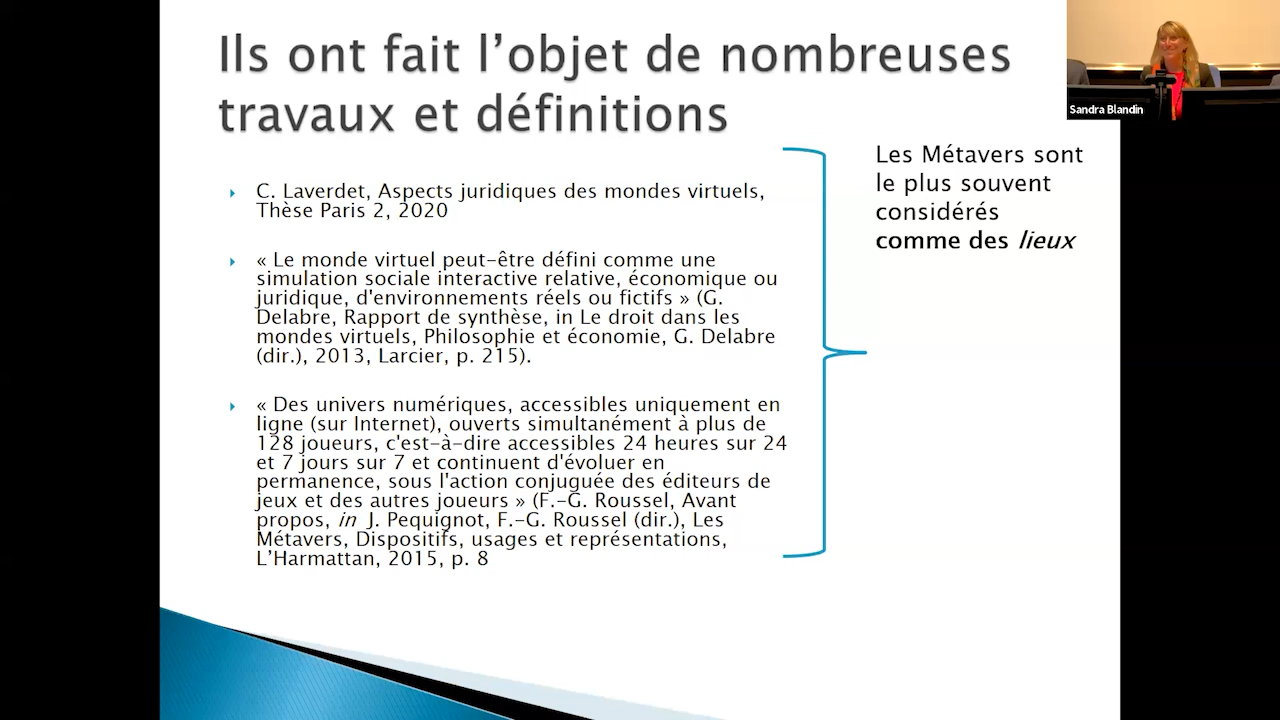 Ils ont fait l’objet de nombreuses
travaux et définitions
C. Laverdet, Aspects juridiques des mondes virtuels,
Thèse Paris 2, 2020
« Le monde virtuel peut-être défini comme une
simulation sociale interactive relative, économique ou
juridique, d'environnements réels ou fictifs » (G.
Delabre, Rapport de synthèse, in Le droit dans les
mondes virtuels, Philosophie et économie, G. Delabre
(dir.), 2013, Larcier, p. 215).
« Des univers numériques, accessibles uniquement en
ligne (sur Internet), ouverts simultanément à plus de
128 joueurs, c'est-à-dire accessibles 24 heures sur 24
et 7 jours sur 7 et continuent d'évoluer en
permanence, sous l'action conjuguée des éditeurs de
jeux et des autres joueurs » (F.-G. Roussel, Avant
propos, in J. Pequignot, F.-G. Roussel (dir.), Les
Métavers, Dispositifs, usages et représentations,
L’Harmattan, 2015, p. 8
Les Métavers sont
le plus souvent
considérés
comme des lieux
Sandra Blandin